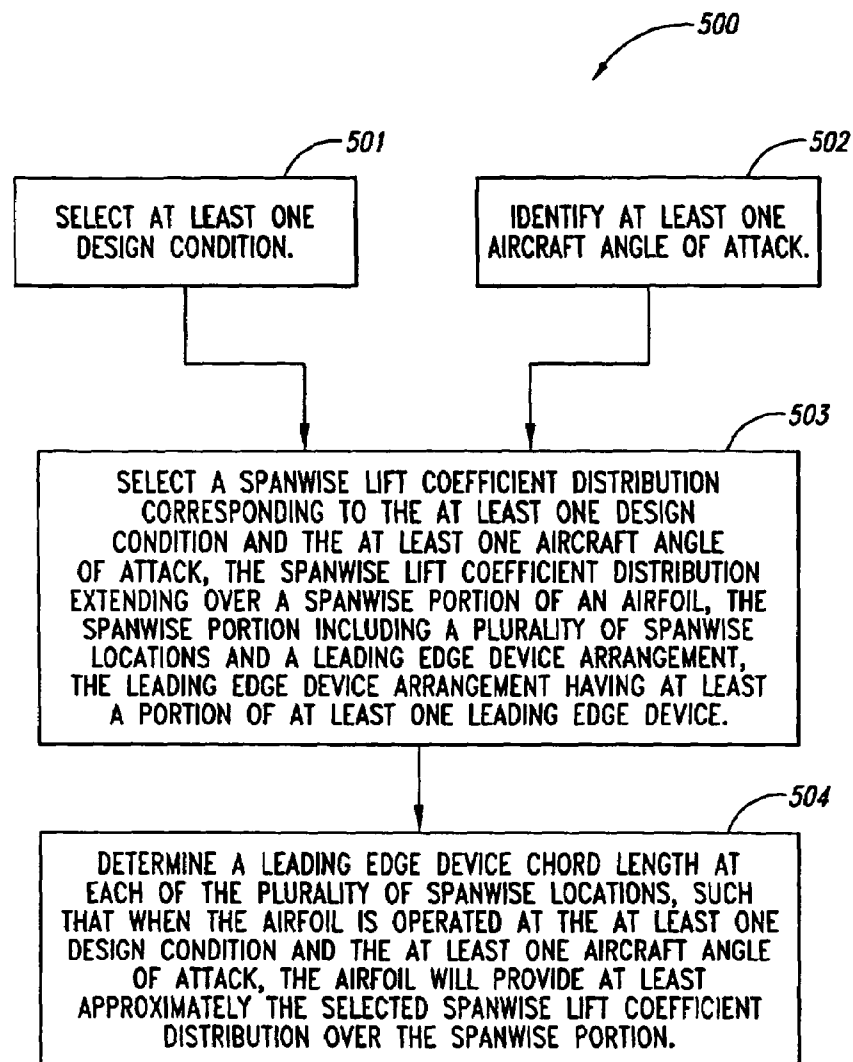 500
501
SELECT AT LEAST ONE
DESIGN CONDITION.
502
IDENTIFY AT LEAST ONE
AIRCRAFT ANGLE OF ATTACK.
503
SELECT A SPANWISE LIFT COEFFICIENT DISTRIBUTION
CORRESPONDING TO THE AT LEAST ONE DESIGN
CONDITION AND THE AT LEAST ONE AIRCRAFT ANGLE
OF ATTACK, THE SPANWISE LIFT COEFFICIENT DISTRIBUTION
EXTENDING OVER A SPANWISE PORTION OF AN AIRFOIL, THE
SPANWISE PORTION INCLUDING A PLURALITY OF SPANWISE
LOCATIONS AND A LEADING EDGE DEVICE ARRANGEMENT,
THE LEADING EDGE DEVICE ARRANGEMENT HAVING AT LEAST
A PORTION OF AT LEAST ONE LEADING EDGE DEVICE.
504
DETERMINE A LEADING EDGE DEVICE CHORD LENGTH AT
EACH OF THE PLURALITY OF SPANWISE LOCATIONS, SUCH
THAT WHEN THE AIRFOIL IS OPERATED AT THE AT LEAST ONE
DESIGN CONDITION AND THE AT LEAST ONE AIRCRAFT ANGLE
OF ATTACK, THE AIRFOIL WILL PROVIDE AT LEAST
APPROXIMATELY THE SELECTED SPANWISE LIFT COEFFICIENT
DISTRIBUTION OVER THE SPANWISE PORTION.